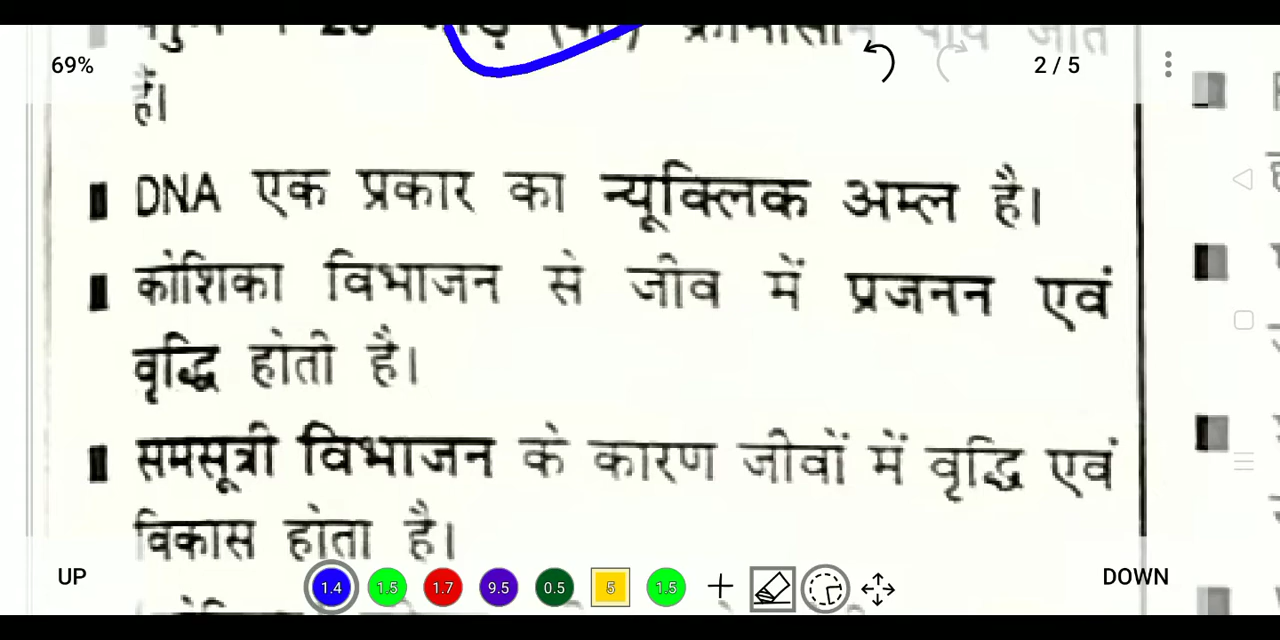 69%
2 / 5
हैं।
DNA एक प्रकार का न्यूक्लिक अम्ल है।
कोशिका विभाजन से जीव में प्रजनन एवं
वृद्धि होती है।
समसूत्री विभाजन के कारण जीवों में वृद्धि एवं
विकास होता है।
UP
1.4 1.5 1.7 9.5 0.5 5 1.5
DOWN